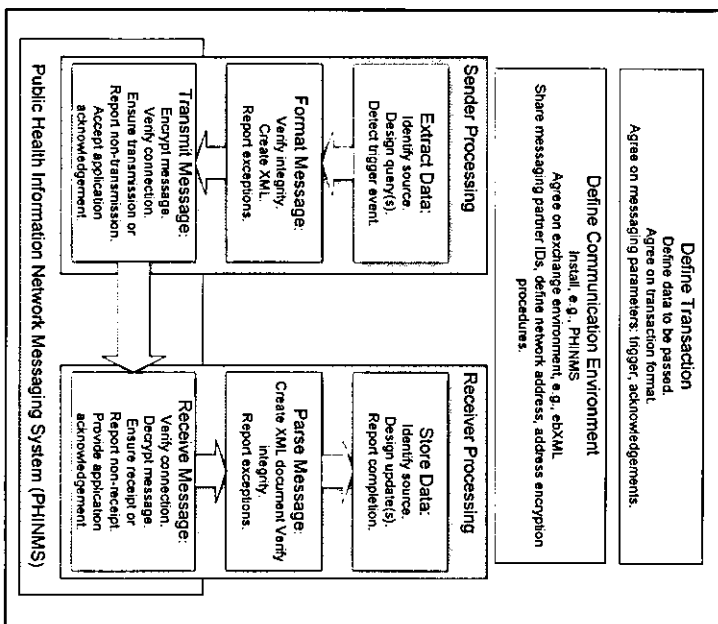 Define Transaction
Define data to be passed.
Agree on transaction format.
Agree on messaging parameters: trigger, acknowledgements.
Define Communication Environment
Install, e.g., PHINMS
Agree on exchange environment, e.g., ebXML
Share messaging partner IDs, define network address, address encryption
procedures.
Sender Processing
Extract Data:
Identify source.
Design query(s).
Detect trigger event.
Format Message:
Verify integrity.
Create XML.
Report exceptions.
Transmit Message:
Encrypt message.
Verify connection.
Ensure transmission or
Report non-transmission.
Accept application
acknowledgement.
Receiver Processing
Store Data:
Identify source.
Design update(s).
Report completion.
Parse Message:
Create XML document Verify
integrity.
Report exceptions.
Receive Message:
Verify connection.
Decrypt message.
Ensure receipt or
Report non-receipt.
Provide application
acknowledgement.
Public Health Information Network Messaging System (PHINMS)